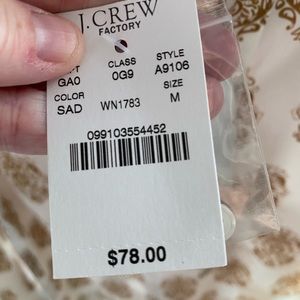 J.CREW
FACTORY
CLASS STYLE
GA0 0G9 A9106
COLOR SIZE
SAD WN1783 M
099103554452
$78.00